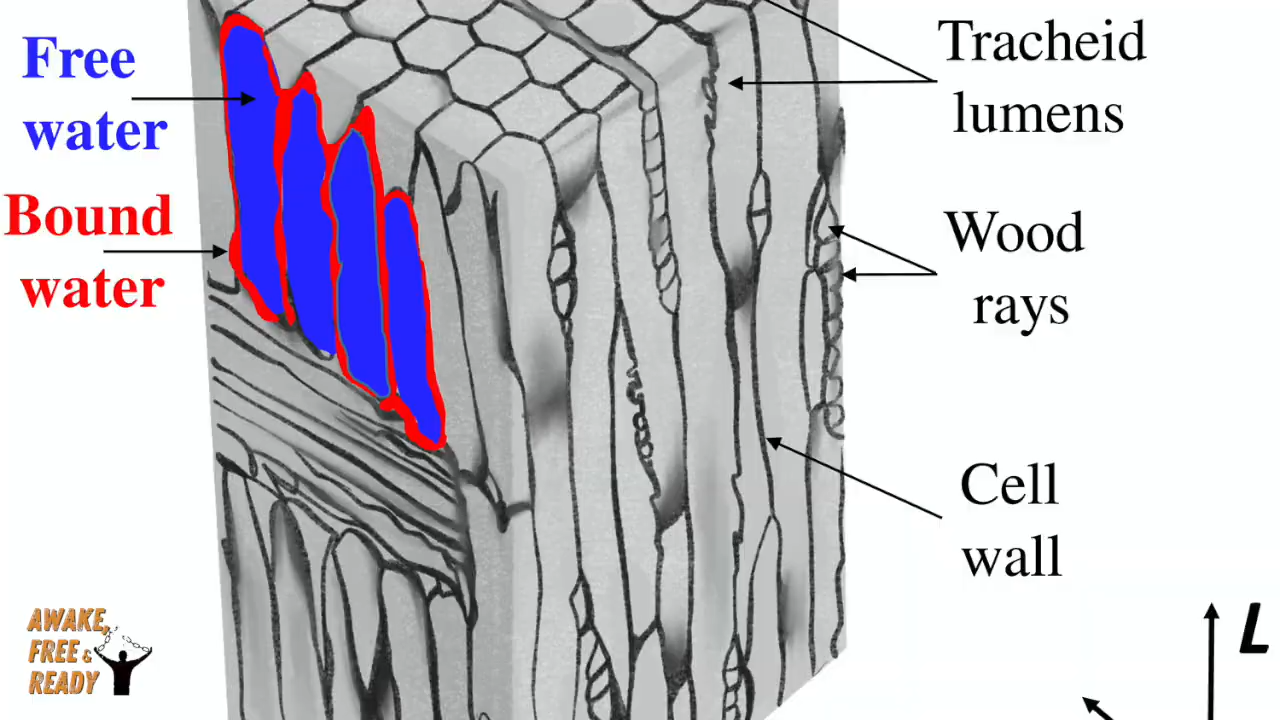 Free
water
Bound
water
Tracheid
lumens
Wood
rays
Cell
wall
L
AWAKE,
FREE &
READY